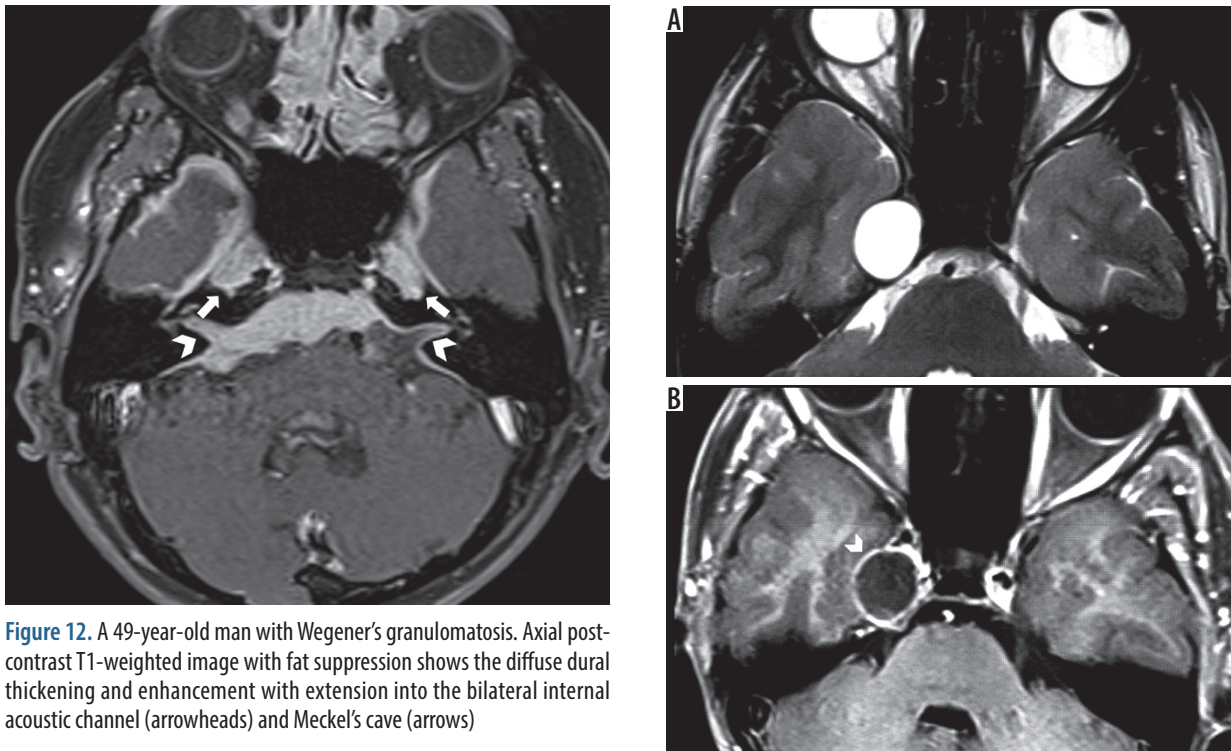 A
B
Figure 12. A 49-year-old man with Wegener's granulomatosis. Axial post-
contrast T1-weighted image with fat suppression shows the diffuse dural
thickening and enhancement with extension into the bilateral internal
acoustic channel (arrowheads) and Meckel's cave (arrows)